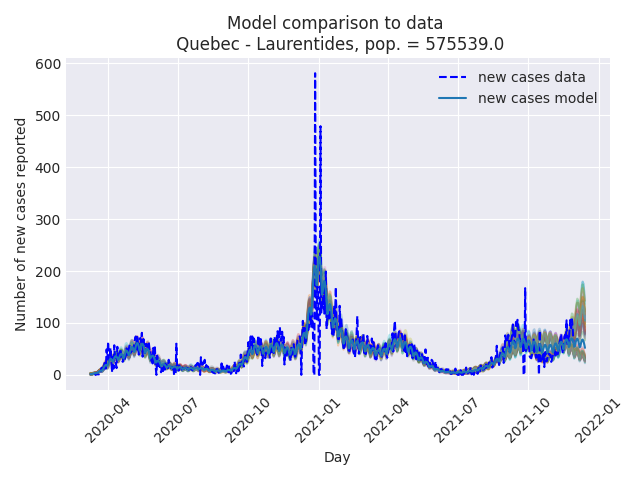 Model comparison to data
Quebec - Laurentides, pop. = 575539.0
new cases data
new cases model
Number of new cases reported
600
500
400
300
200
100
0
2020-04
2020-07
2020-10
2021-01
2021-04
2021-07
2021-10
2022-01
Day